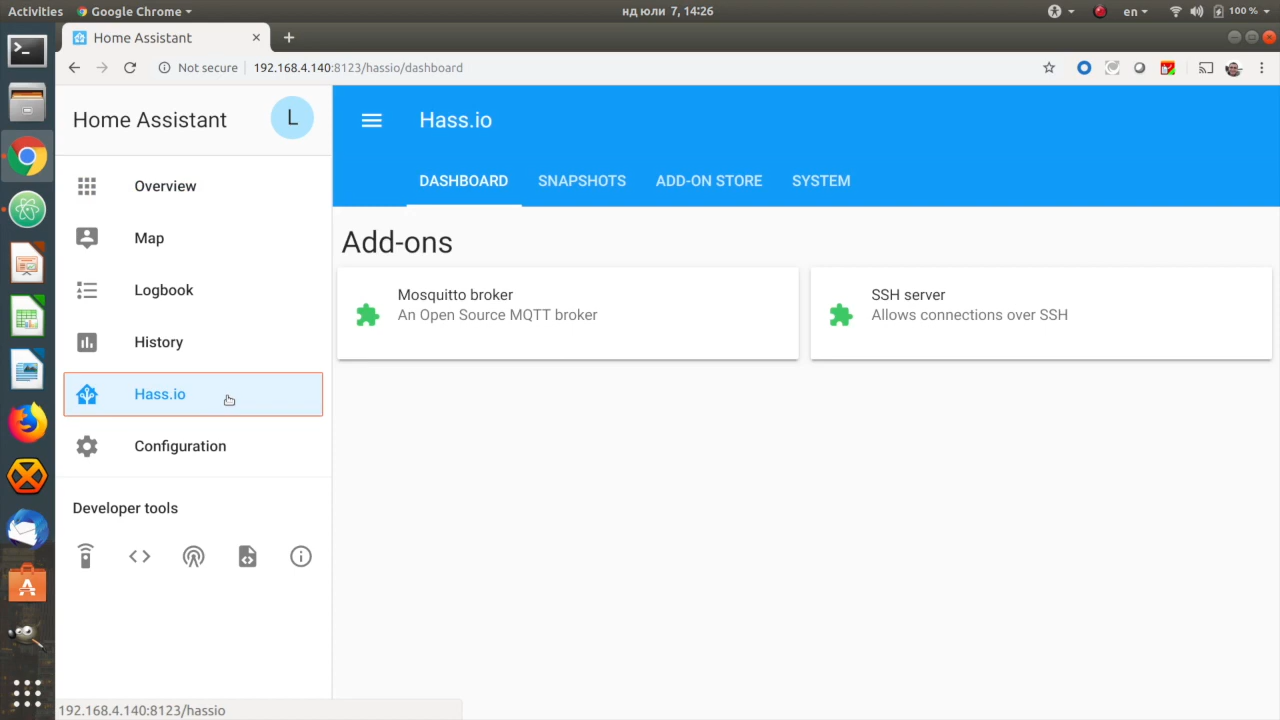 Activities
Google Chrome
нд юли 7, 14:26
en
100 %
Home Assistant
Not secure
192.168.4.140:8123/hassio/dashboard
Home Assistant
L
Hass.io
DASHBOARD
SNAPSHOTS
ADD-ON STORE
SYSTEM
Overview
Map
Logbook
History
Hass.io
Configuration
Developer tools
Add-ons
Mosquitto broker
An Open Source MQTT broker
SSH server
Allows connections over SSH
192.168.4.140:8123/hassio